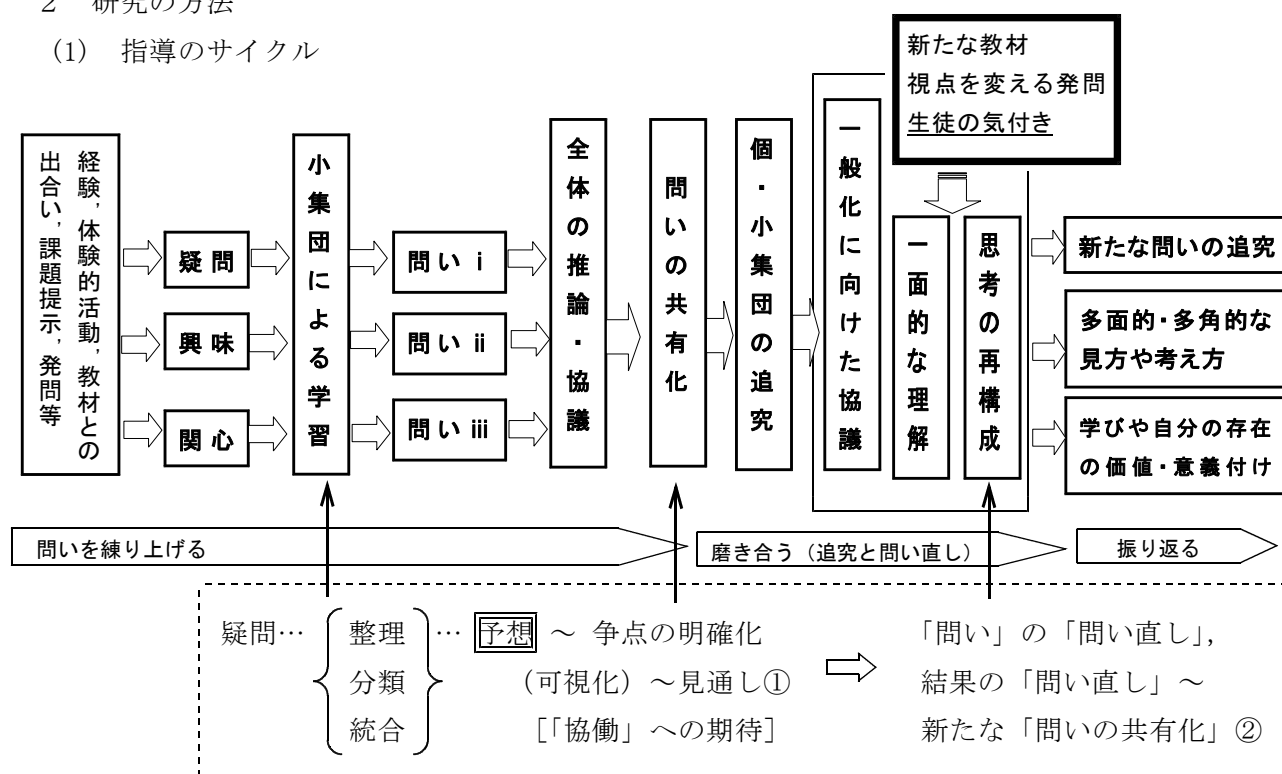 2 研究の方法
(1) 指導のサイクル
経験,体験的活動,教材との
出合い,課題提示,発問等
疑問
興味
関心
小集団による学習
問い i
問い ii
問い iii
全体の推論・協議
問いの共有化
個・小集団の追究
一般化に向けた協議
新たな教材
視点を変える発問
生徒の気付き
一面的な理解
思考の再構成
新たな問いの追究
多面的・多角的な
見方や考え方
学びや自分の存在
の価値・意義付け
問いを練り上げる
磨き合う(追究と問い直し)
振り返る
疑問… 整理 … 予想 ~ 争点の明確化
分類 (可視化)~見通し①
統合 [「協働」への期待]
「問い」の「問い直し」,
結果の「問い直し」~
新たな「問いの共有化」②